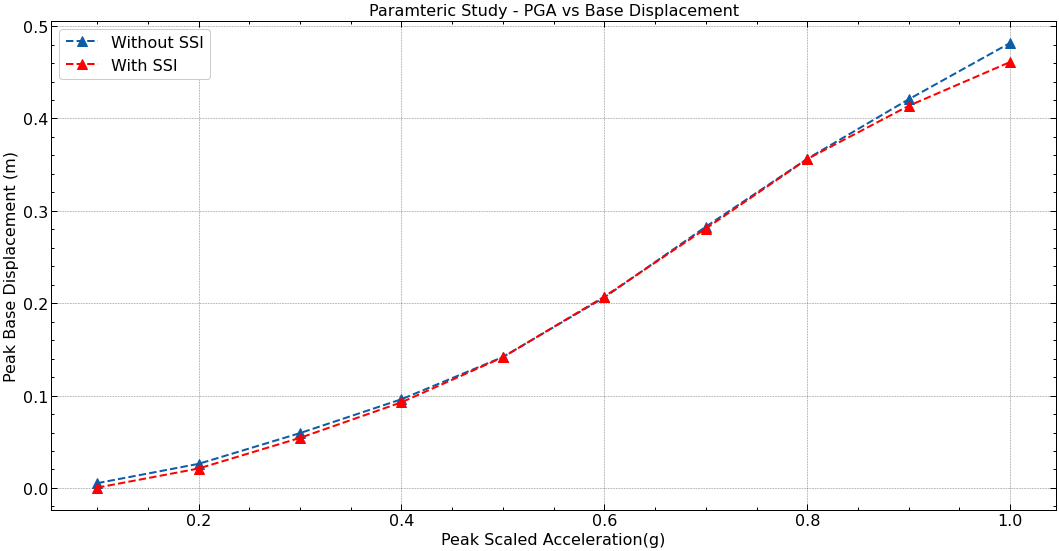 Paramteric Study - PGA vs Base Displacement
Without SSI
With SSI
Peak Base Displacement (m)
0.5
0.4
0.3
0.2
0.1
0.0
0.2
0.4
0.6
0.8
1.0
Peak Scaled Acceleration(g)